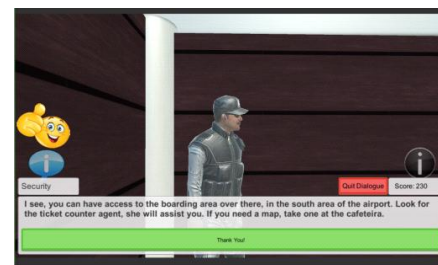 Security
Quit Dialogue
Score: 230
I see, you can have access to the boarding area over there, in the south area of the airport. Look for
the ticket counter agent, she will assist you. If you need a map, take one at the cafeteira.
Thank You!